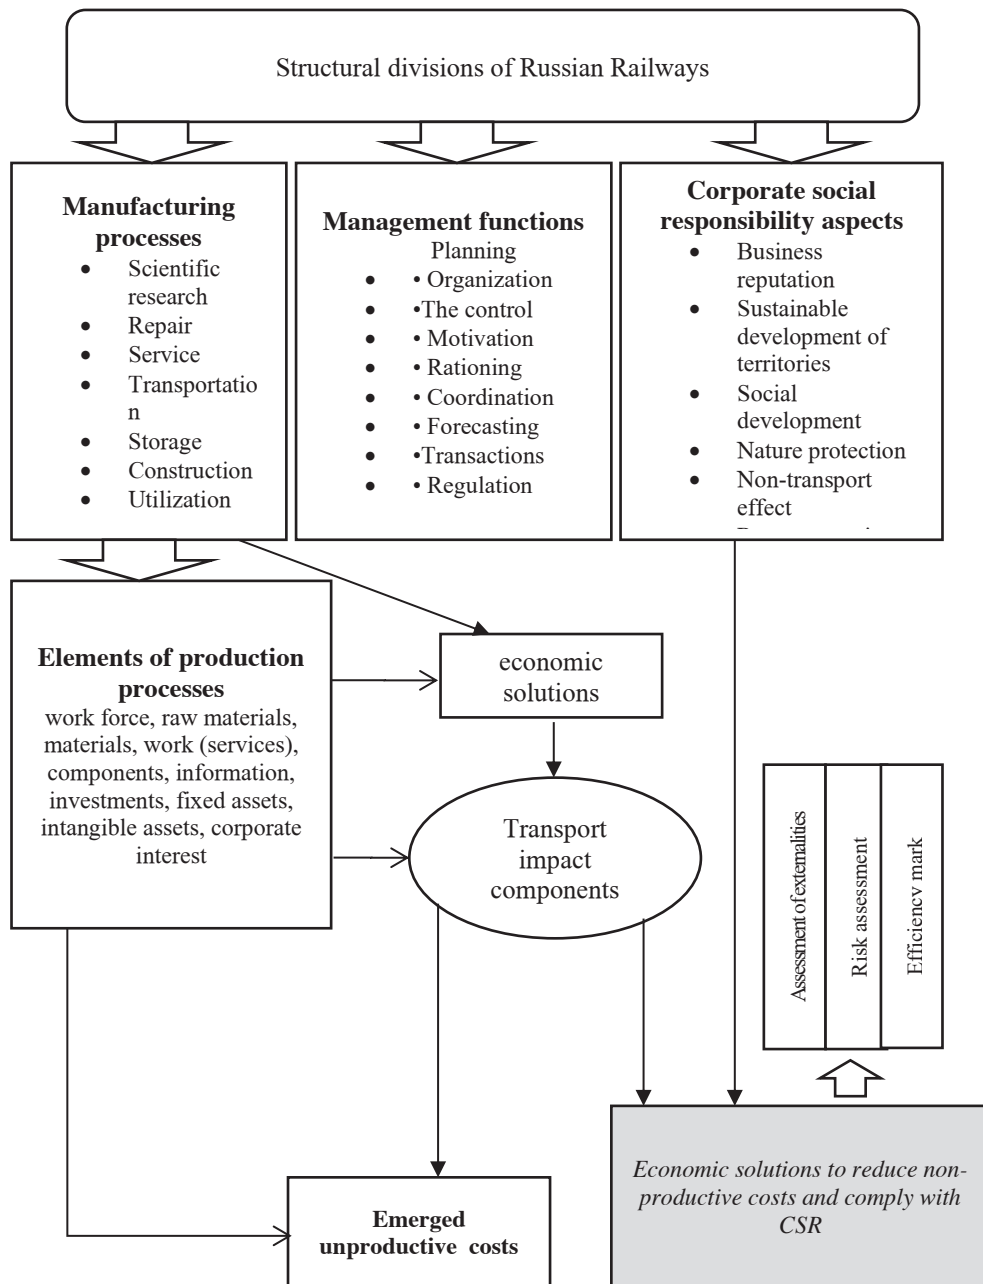 Structural divisions of Russian Railways
Manufacturing
processes
• Scientific
research
• Repair
• Service
• Transportatio
n
• Storage
• Construction
• Utilization
Management functions
Planning
• • Organization
• •The control
• • Motivation
• • Rationing
• • Coordination
• • Forecasting
• •Transactions
• • Regulation
Corporate social
responsibility aspects
• Business
reputation
• Sustainable
development of
territories
• Social
development
• Nature protection
• Non-transport
effect
Elements of production
processes
work force, raw materials,
materials, work (services),
components, information,
investments, fixed assets,
intangible assets, corporate
interest
economic
solutions
Transport
impact
components
Assessment of externalities
Risk assessment
Efficiency mark
Emerged
unproductive costs
Economic solutions to reduce non-
productive costs and comply with
CSR